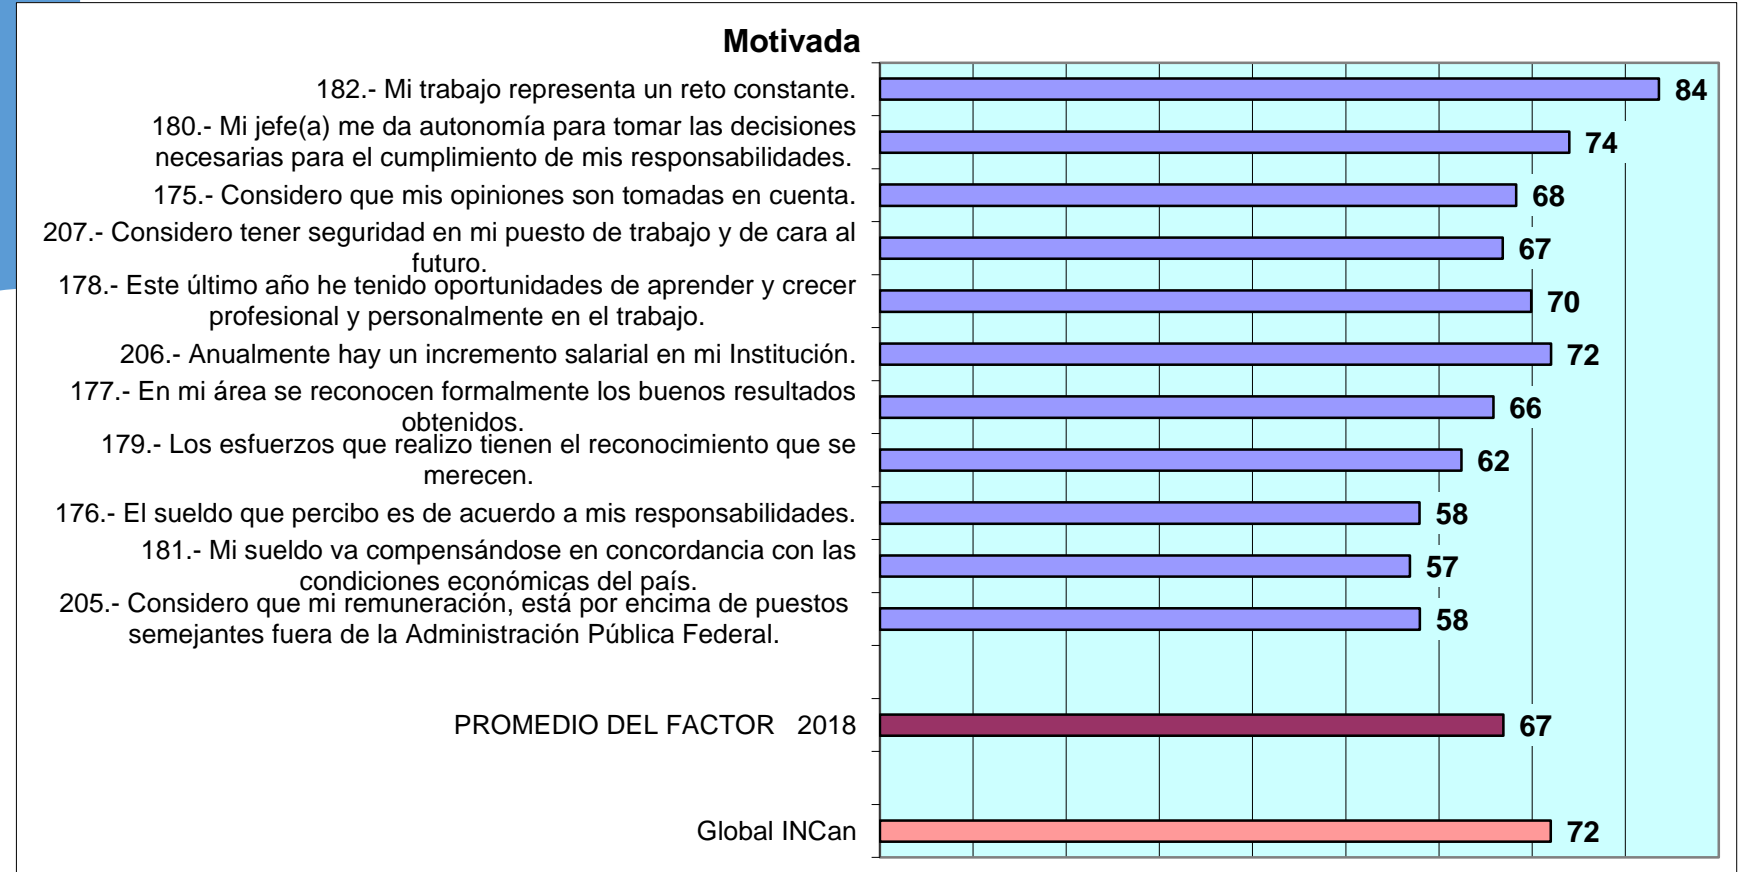 Motivada
182.- Mi trabajo representa un reto constante.
84
180.- Mi jefe(a) me da autonomía para tomar las decisiones
necesarias para el cumplimiento de mis responsabilidades.
74
175.- Considero que mis opiniones son tomadas en cuenta.
68
207.- Considero tener seguridad en mi puesto de trabajo y de cara al
futuro.
67
178.- Este último año he tenido oportunidades de aprender y crecer
profesional y personalmente en el trabajo.
70
206.- Anualmente hay un incremento salarial en mi Institución.
72
177.- En mi área se reconocen formalmente los buenos resultados
obtenidos.
66
179.- Los esfuerzos que realizo tienen el reconocimiento que se
merecen.
62
176.- El sueldo que percibo es de acuerdo a mis responsabilidades.
58
181.- Mi sueldo va compensándose en concordancia con las
condiciones económicas del país.
57
205.- Considero que mi remuneración, está por encima de puestos
semejantes fuera de la Administración Pública Federal.
58
PROMEDIO DEL FACTOR 2018
67
Global INCan
72